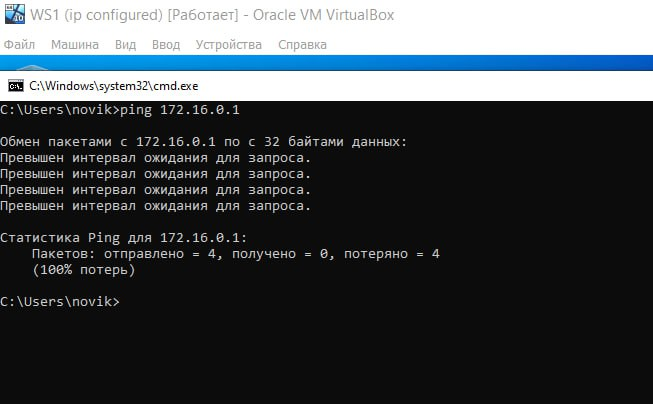 WS1 (ip configured) [Работает] - Oracle VM VirtualBox
Файл Машина Вид Ввод Устройства Справка
C:\Windows\system32\cmd.exe
C:\Users\novik>ping 172.16.0.1
Обмен пакетами с 172.16.0.1 по с 32 байтами данных:
Превышен интервал ожидания для запроса.
Превышен интервал ожидания для запроса.
Превышен интервал ожидания для запроса.
Превышен интервал ожидания для запроса.
Статистика Ping для 172.16.0.1:
Пакетов: отправлено = 4, получено = 0, потеряно = 4
(100% потерь)
C:\Users\novik>